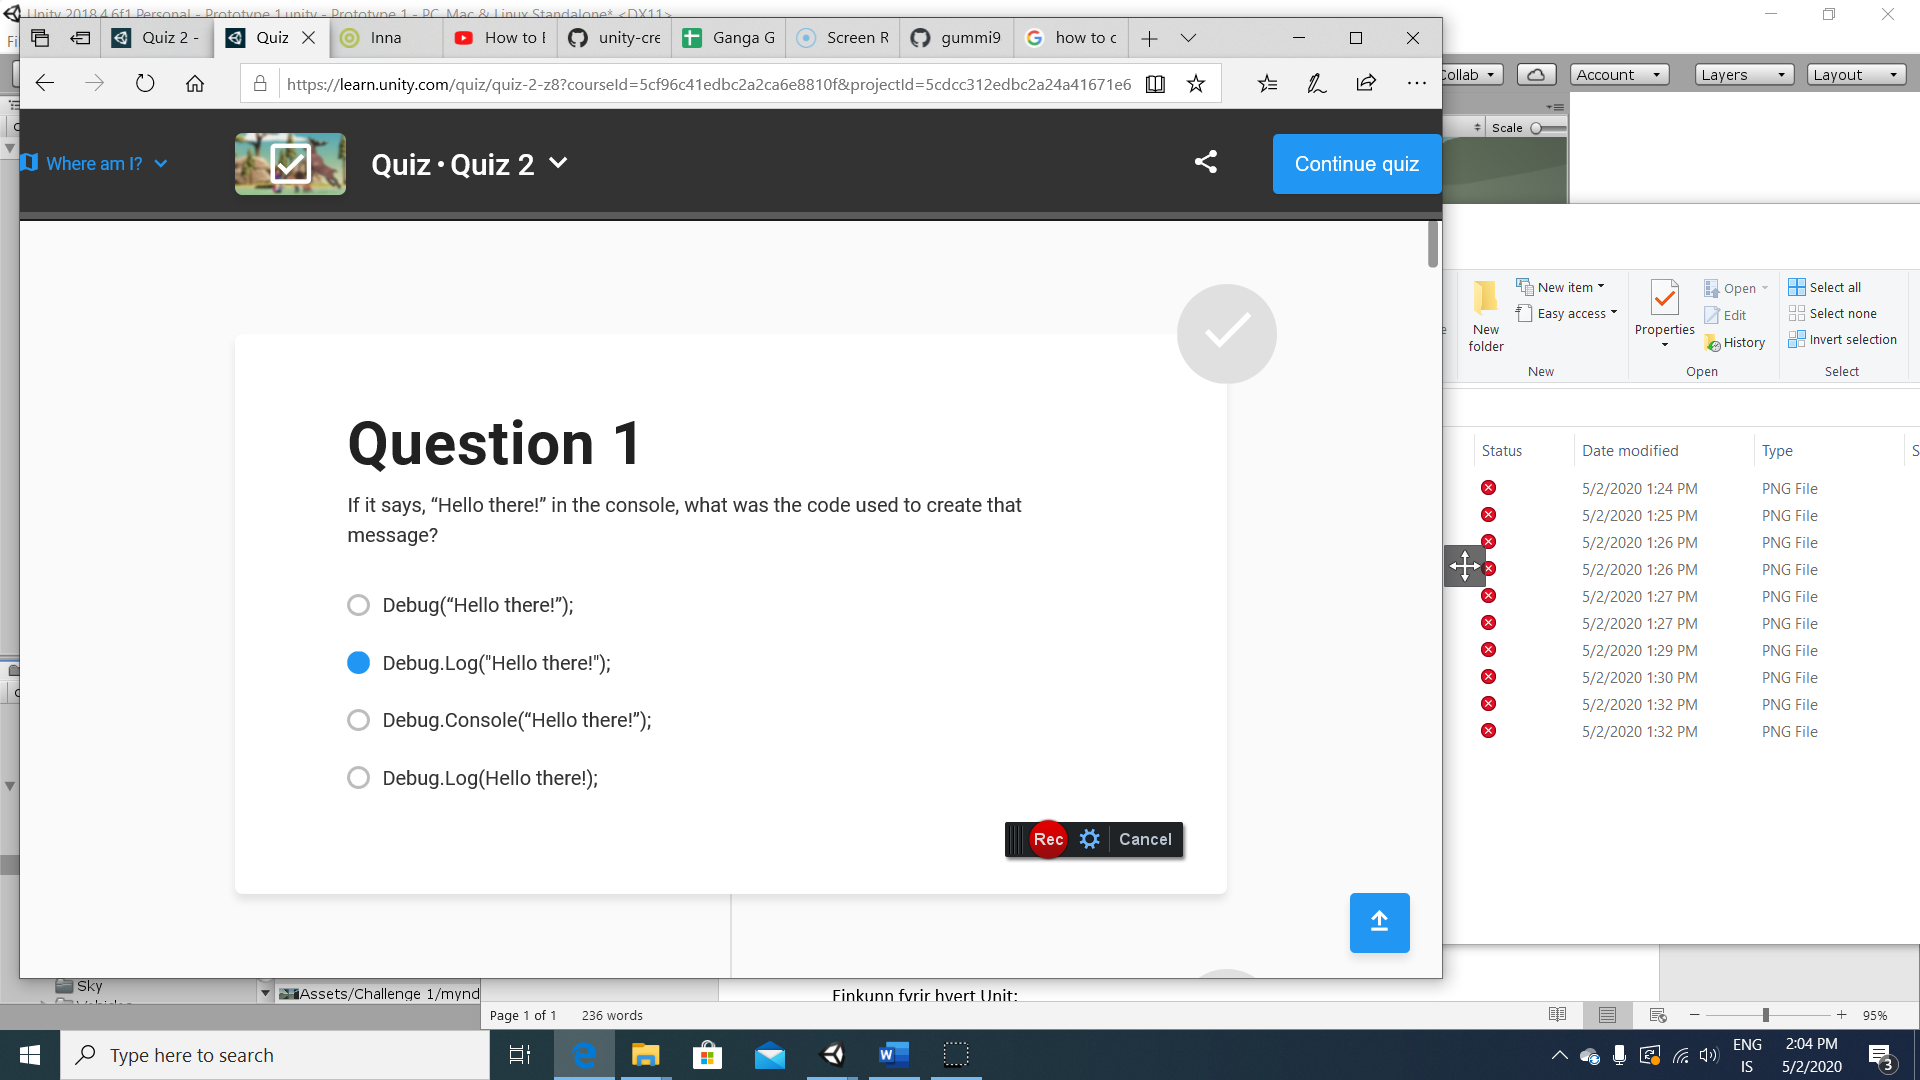 Unity 2018.4.6f1 Personal - Prototype 1.unity - Prototype 1 - PC, Mac & Linux Standalone* <DX11>
Quiz 2 -
Quiz
Inna
How to
unity-cre
Ganga G
Screen R
gummi9
how to c
https://learn.unity.com/quiz/quiz-2-z8?courseId=5cf96c41edbc2a2ca6e8810f&projectId=5cdcc312edbc2a24a41671e6
Collab
Account
Layers
Layout
Scale
Where am I?
Quiz • Quiz 2
Continue quiz
Question 1
If it says, “Hello there!” in the console, what was the code used to create that
message?
Debug(“Hello there!”);
Debug.Log("Hello there!");
Debug.Console(“Hello there!”);
Debug.Log(Hello there!);
Rec
Cancel
New
folder
New item
Easy access
New
Properties
Open
Edit
History
Open
Select all
Select none
Invert selection
Select
Status Date modified Type S
5/2/2020 1:24 PM PNG File
5/2/2020 1:25 PM PNG File
5/2/2020 1:26 PM PNG File
5/2/2020 1:26 PM PNG File
5/2/2020 1:27 PM PNG File
5/2/2020 1:27 PM PNG File
5/2/2020 1:29 PM PNG File
5/2/2020 1:30 PM PNG File
5/2/2020 1:32 PM PNG File
5/2/2020 1:32 PM PNG File
Sky
Assets/Challenge 1/mynd
Einkunn fyrir hvert Unit:
Page 1 of 1 236 words
95%
Type here to search
ENG
IS
2:04 PM
5/2/2020
3